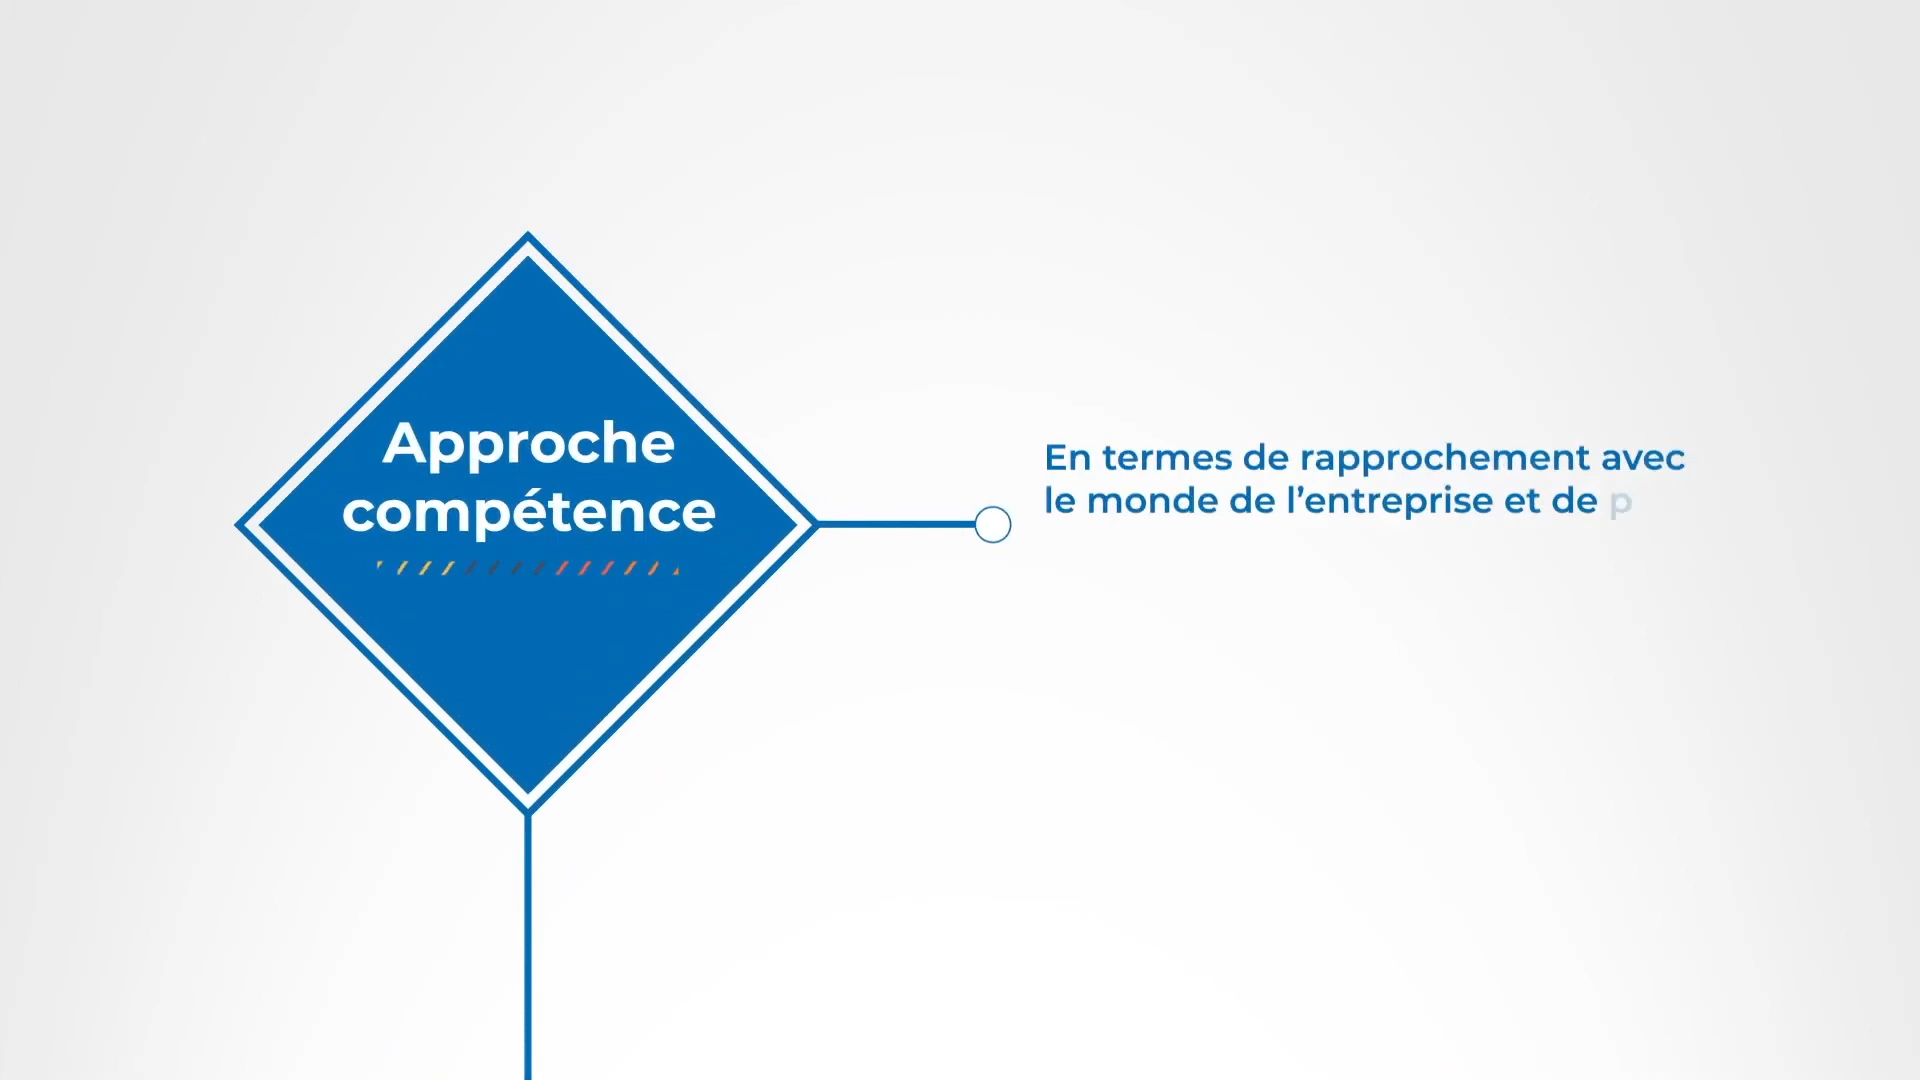 Approche
compétence
En termes de rapprochement avec
le monde de l’entreprise et de p